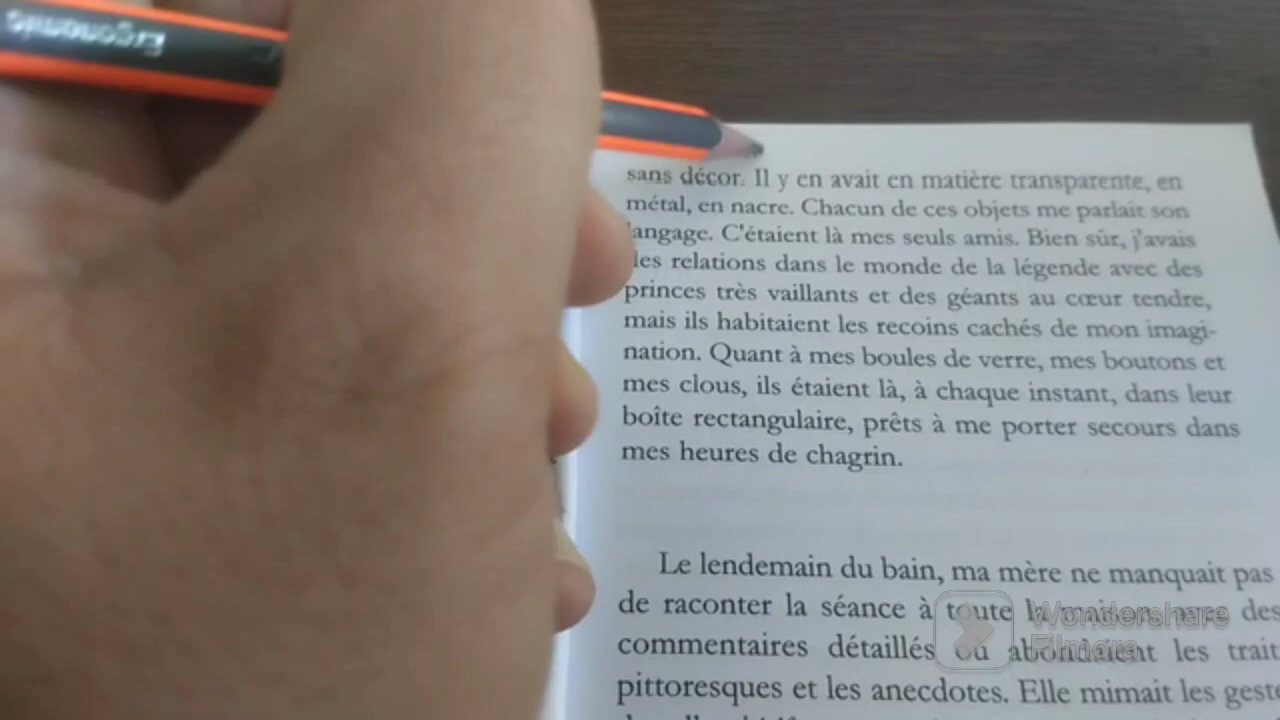 Ergonomic
sans décor. Il y en avait en matière transparente, en
métal, en nacre. Chacun de ces objets me parlait son
langage. C'étaient là mes seuls amis. Bien sûr, j'avais
des relations dans le monde de la légende avec des
princes très vaillants et des géants au cœur tendre,
mais ils habitaient les recoins cachés de mon imagi-
nation. Quant à mes boules de verre, mes boutons et
mes clous, ils étaient là, à chaque instant, dans leur
boîte rectangulaire, prêts à me porter secours dans
mes heures de chagrin.
Le lendemain du bain, ma mère ne manquait pas
de raconter la séance à toute la maison avec des
commentaires détaillés où abondaient les trait
pittoresques et les anecdotes. Elle mimait les geste
Wondershare
Filmora